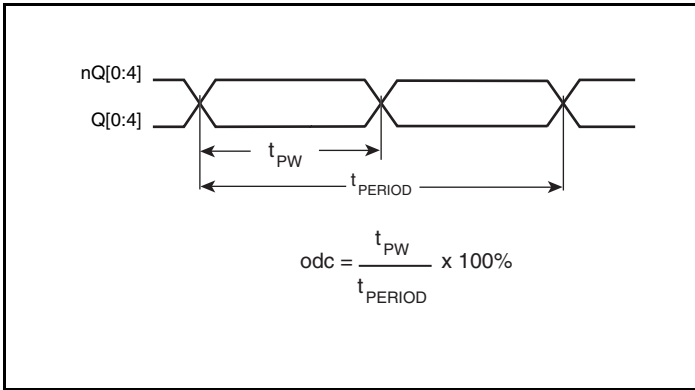 nQ[0:4]
Q[0:4]
tPW
tPERIOD
odc = tPW / tPERIOD x 100%